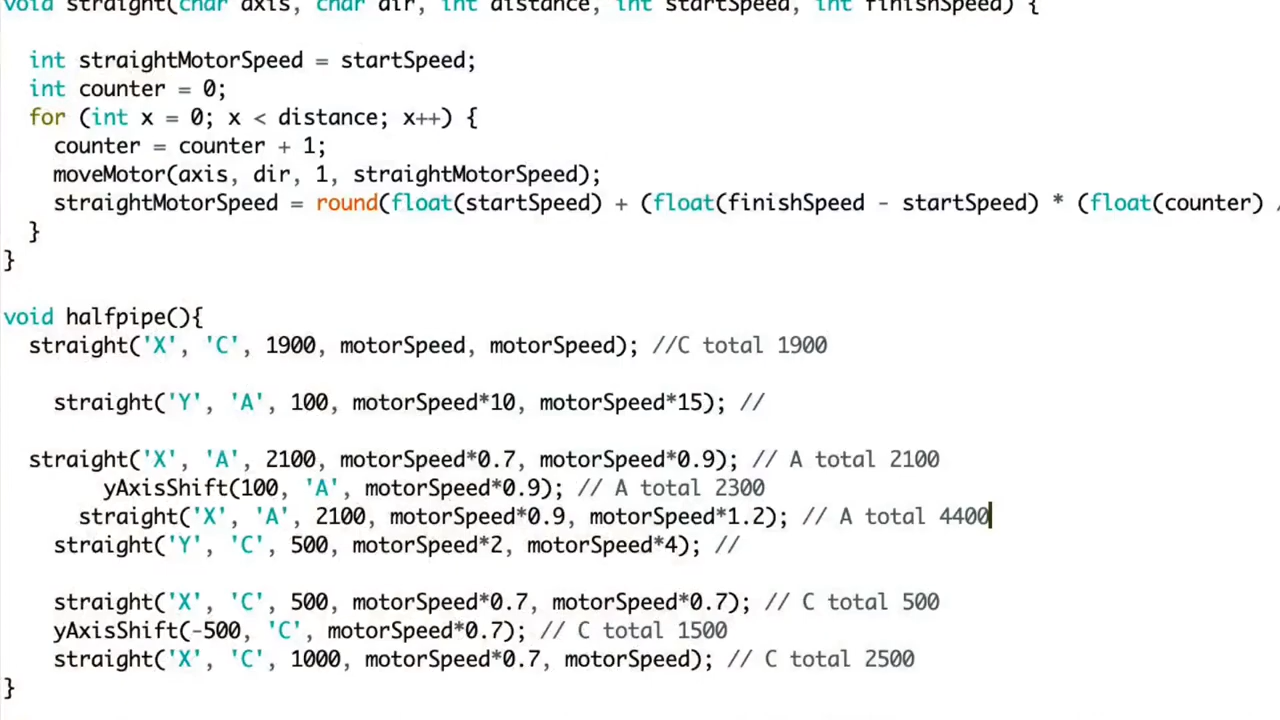 void straight(char axis, char dir, int distance, int startSpeed, int finishSpeed) {
int straightMotorSpeed = startSpeed;
int counter = 0;
for (int x = 0; x < distance; x++) {
counter = counter + 1;
moveMotor(axis, dir, 1, straightMotorSpeed);
straightMotorSpeed = round(float(startSpeed) + (float(finishSpeed - startSpeed) * (float(counter) /
}
}
void halfpipe(){
straight('X', 'C', 1900, motorSpeed, motorSpeed); //C total 1900
straight('Y', 'A', 100, motorSpeed*10, motorSpeed*15); //
straight('X', 'A', 2100, motorSpeed*0.7, motorSpeed*0.9); // A total 2100
yAxisShift(100, 'A', motorSpeed*0.9); // A total 2300
straight('X', 'A', 2100, motorSpeed*0.9, motorSpeed*1.2); // A total 4400
straight('Y', 'C', 500, motorSpeed*2, motorSpeed*4); //
straight('X', 'C', 500, motorSpeed*0.7, motorSpeed*0.7); // C total 500
yAxisShift(-500, 'C', motorSpeed*0.7); // C total 1500
straight('X', 'C', 1000, motorSpeed*0.7, motorSpeed); // C total 2500
}